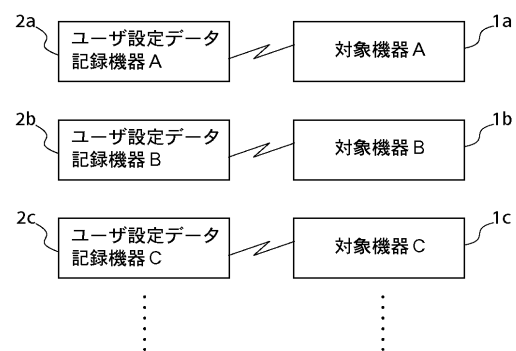 2a
ユーザ設定データ
記録機器A
対象機器A
1a
2b
ユーザ設定データ
記録機器B
対象機器B
1b
2c
ユーザ設定データ
記録機器C
対象機器C
1c